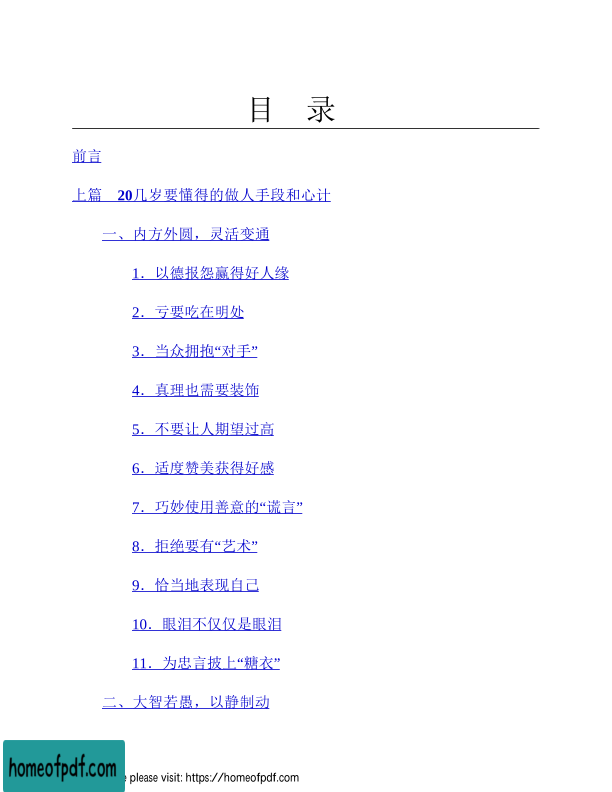 目 录
前言
上篇 20几岁要懂得的做人手段和心计
一、内方外圆，灵活变通
1．以德报怨赢得好人缘
2．亏要吃在明处
3．当众拥抱“对手”
4．真理也需要装饰
5．不要让人期望过高
6．适度赞美获得好感
7．巧妙使用善意的“谎言”
8．拒绝要有“艺术”
9．恰当地表现自己
10．眼泪不仅仅是眼泪
11．为忠言披上“糖衣”
二、大智若愚，以静制动
homeofpdf.com
please visit: https://homeofpdf.com